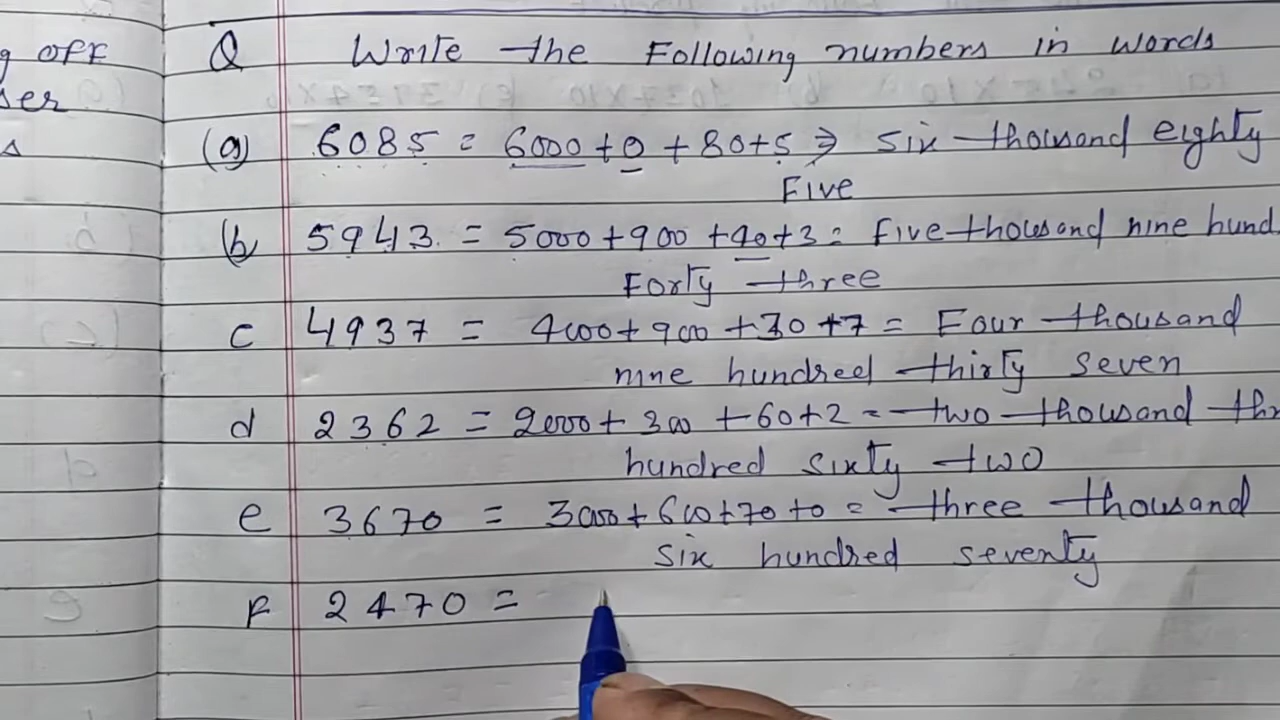 g off
Q Write the Following numbers in words
ser
(a) 6085 = 6000 + 0 + 80 + 5 ⇒ six thousand eighty
Five
(b) 5943 = 5000 + 900 + 40 + 3 = Five thousand nine hund
Forty three
c 4937 = 4000 + 900 + 30 + 7 = Four thousand
nine hundred thirty seven
d 2362 = 2000 + 300 + 60 + 2 = two thousand thr
hundred sixty two
e 3670 = 3000 + 600 + 70 + 0 = three thousand
six hundred seventy
F 2470 =